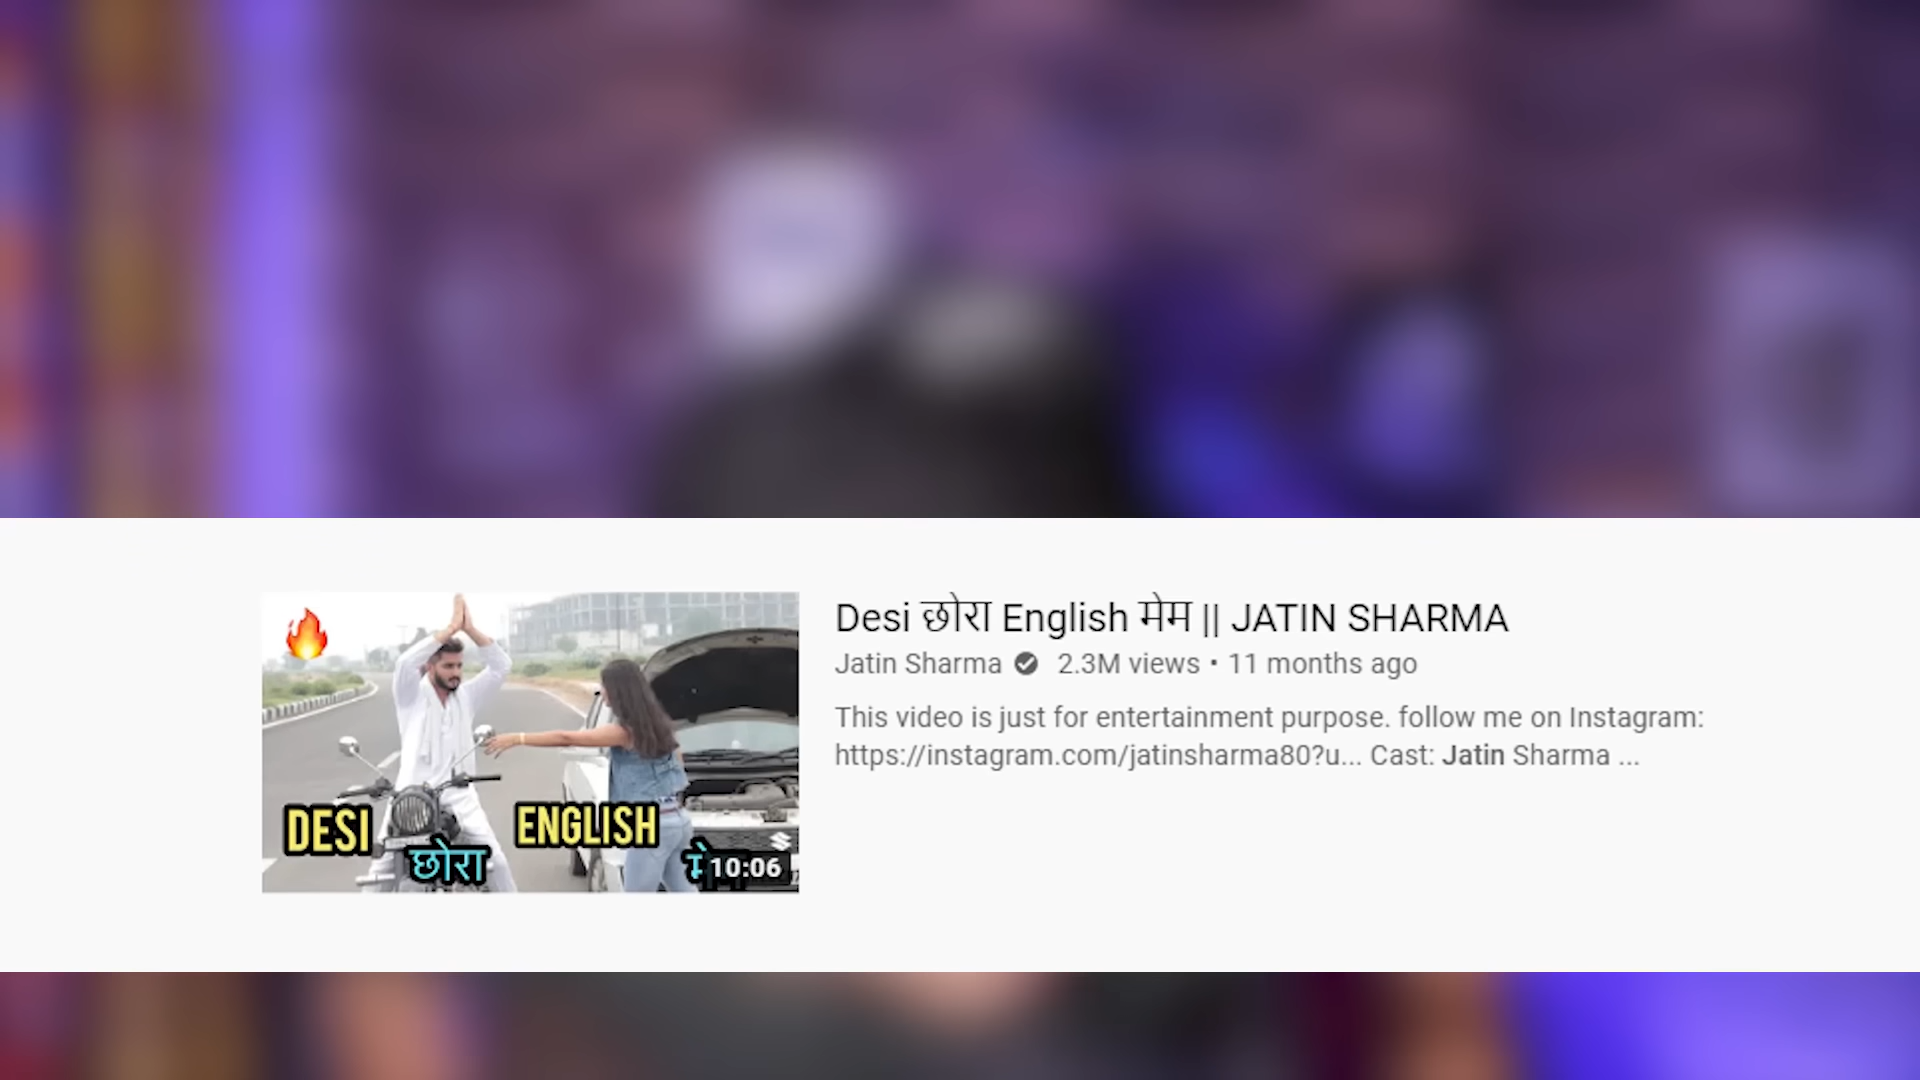 Desi छोरा English मेम || JATIN SHARMA
Jatin Sharma 2.3M views • 11 months ago
This video is just for entertainment purpose. follow me on Instagram:
https://instagram.com/jatinsharma80?u... Cast: Jatin Sharma ...
DESI
छोरा
ENGLISH
10:06